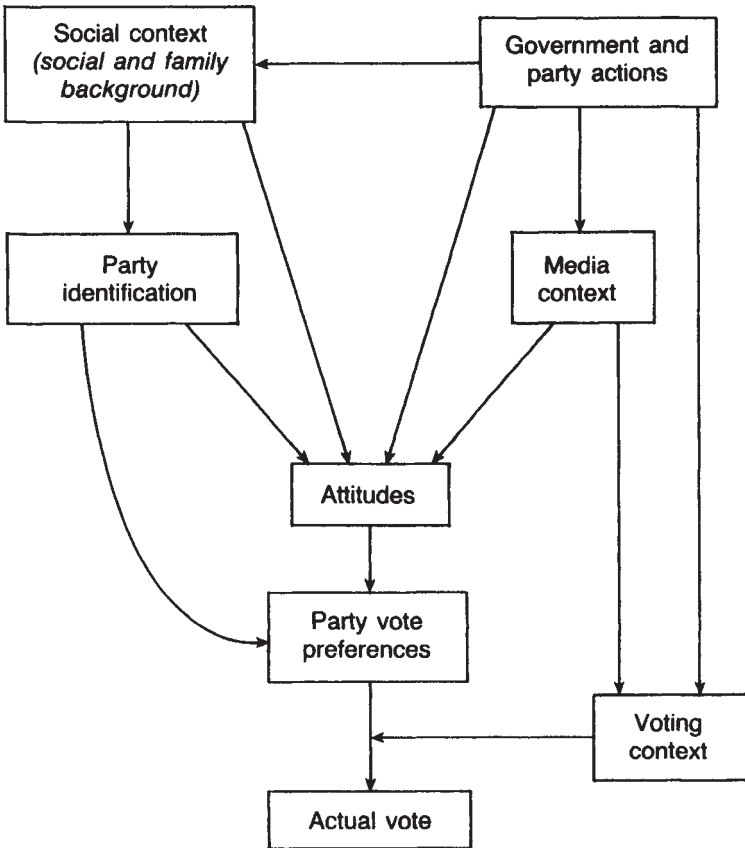 Social context
(social and family
background)
Government and
party actions
Party
identification
Media
context
Attitudes
Party vote
preferences
Voting
context
Actual vote